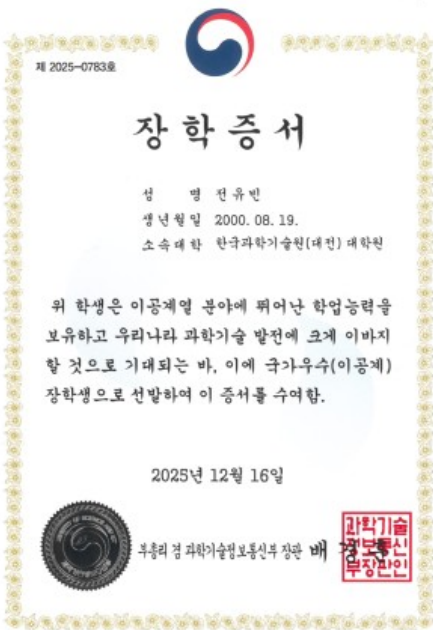 제 2025-0783호
장학증서
성 명 전유빈
생년월일 2000. 08. 19.
소속대학 한국과학기술원(대전) 대학원
위 학생은 이공계열 분야에 뛰어난 학업능력을
보유하고 우리나라 과학기술 발전에 크게 이바지
할 것으로 기대되는 바, 이에 국가우수(이공계)
장학생으로 선발하여 이 증서를 수여함.
2025년 12월 16일
부총리 겸 과학기술정보통신부 장관 배
과학기술
정보통신
부장관인